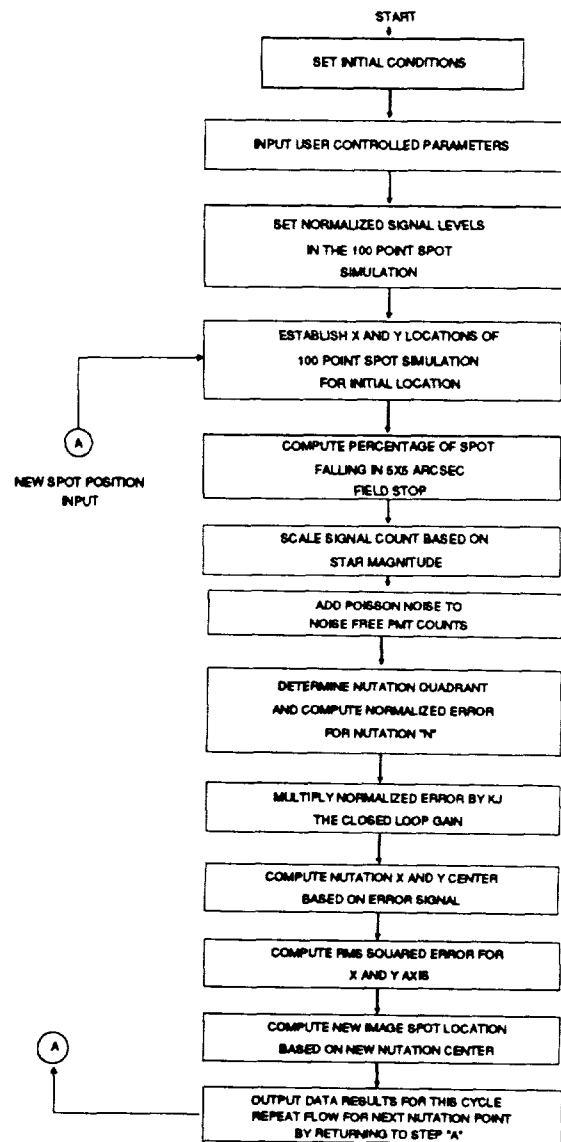 START
SET INITIAL CONDITIONS
INPUT USER CONTROLLED PARAMETERS
SET NORMALIZED SIGNAL LEVELS
IN THE 100 POINT SPOT
SIMULATION
ESTABLISH X AND Y LOCATIONS OF
100 POINT SPOT SIMULATION
FOR INITIAL LOCATION
A
NEW SPOT POSITION
INPUT
COMPUTE PERCENTAGE OF SPOT
FALLING IN 5X5 ARCSEC
FIELD STOP
SCALE SIGNAL COUNT BASED ON
STAR MAGNITUDE
ADD POISSON NOISE TO
NOISE FREE PMT COUNTS
DETERMINE NUTATION QUADRANT
AND COMPUTE NORMALIZED ERROR
FOR NUTATION "N"
MULTIPLY NORMALIZED ERROR BY KJ
THE CLOSED LOOP GAIN
COMPUTE NUTATION X AND Y CENTER
BASED ON ERROR SIGNAL
COMPUTE RMS SQUARED ERROR FOR
X AND Y AXIS
COMPUTE NEW IMAGE SPOT LOCATION
BASED ON NEW NUTATION CENTER
A
OUTPUT DATA RESULTS FOR THIS CYCLE
REPEAT FLOW FOR NEXT NUTATION POINT
BY RETURNING TO STEP "A"